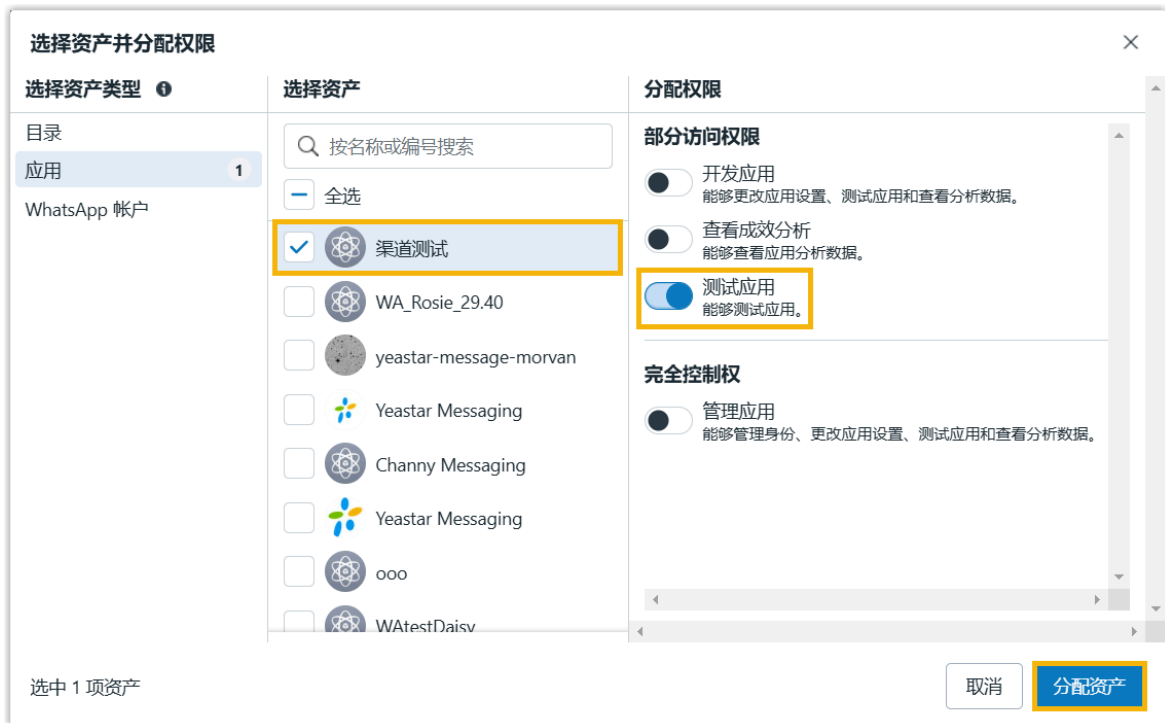 选择资产并分配权限
选择资产类型
目录
应用 1
WhatsApp 帐户
选择资产
按名称或编号搜索
全选
渠道测试
WA_Rosie_29.40
yeastar-message-morvan
Yeastar Messaging
Channy Messaging
Yeastar Messaging
ooo
WAtestDaisy
分配权限
部分访问权限
开发应用
能够更改应用设置、测试应用和查看分析数据。
查看成效分析
能够查看应用分析数据。
测试应用
能够测试应用。
完全控制权
管理应用
能够管理身份、更改应用设置、测试应用和查看分析数据。
选中 1 项资产
取消
分配资产